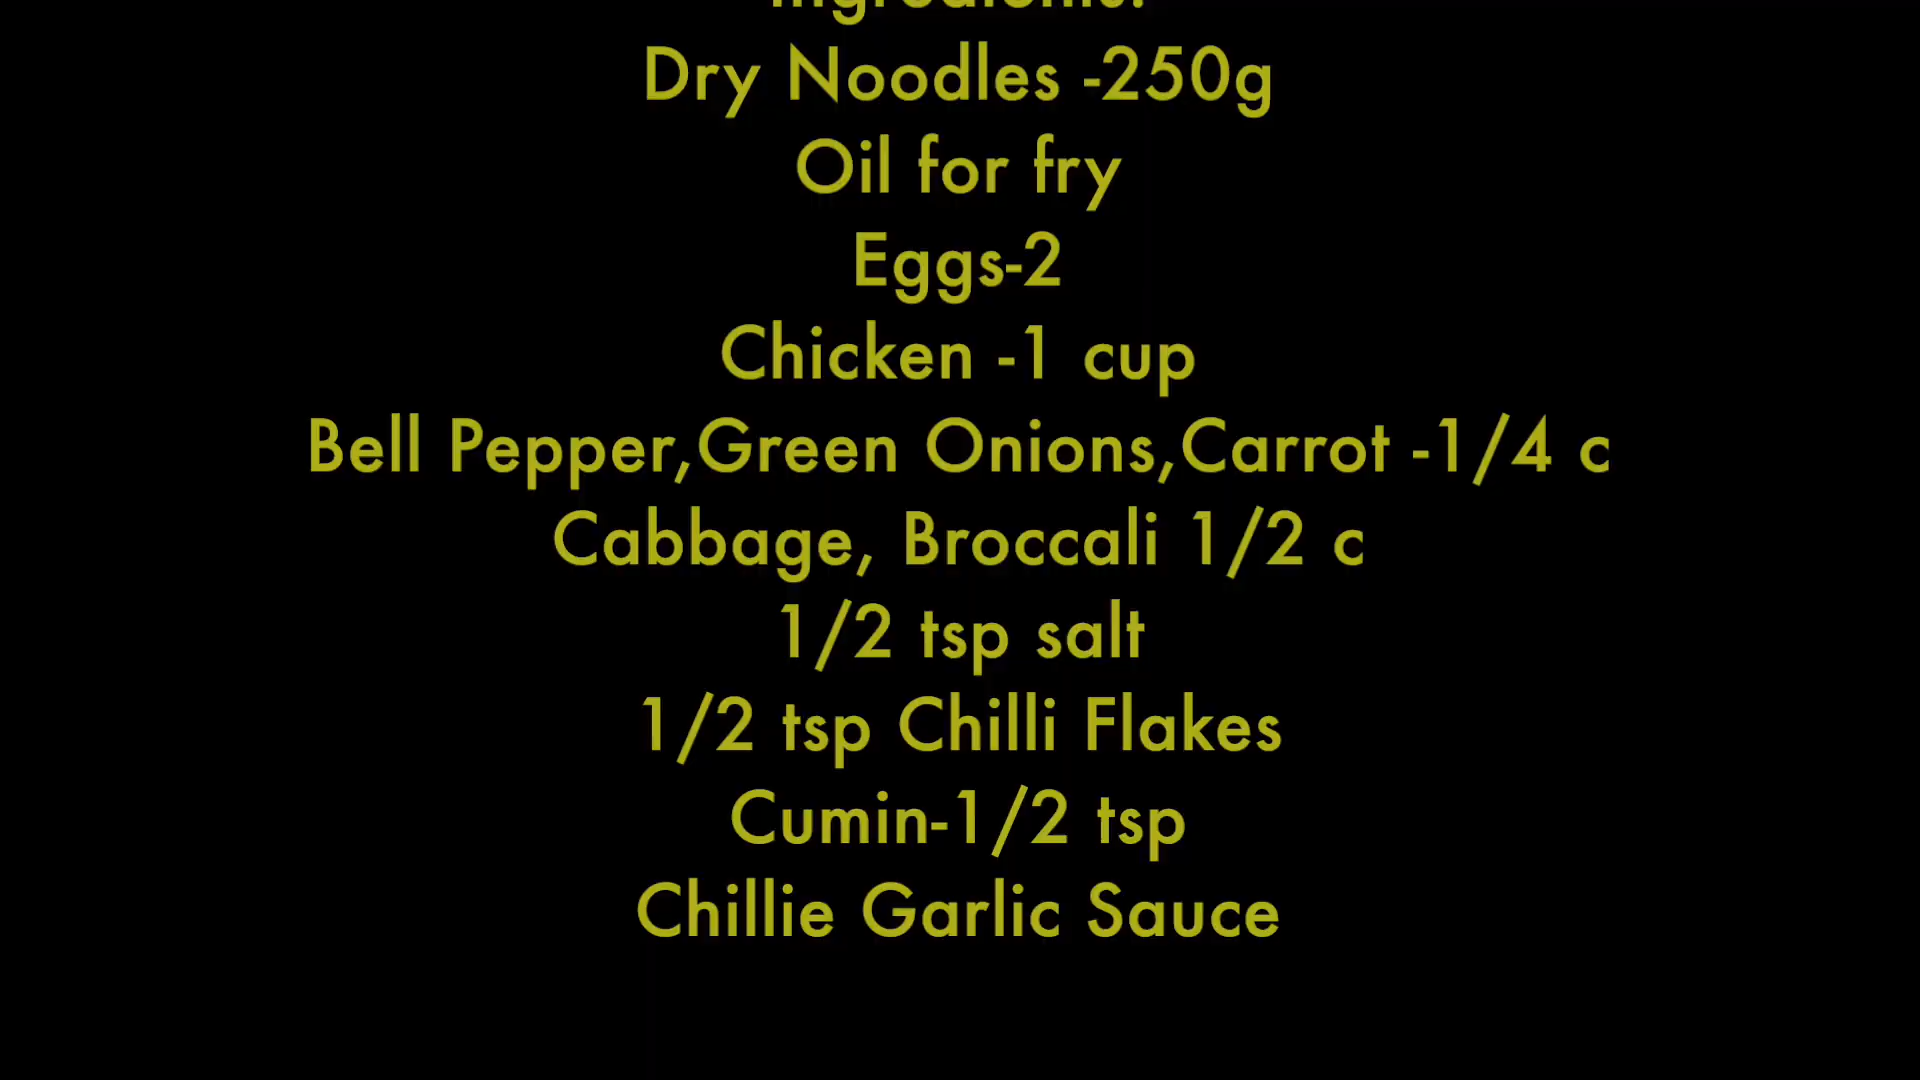 Ingredients:
Dry Noodles -250g
Oil for fry
Eggs-2
Chicken -1 cup
Bell Pepper,Green Onions,Carrot -1/4 c
Cabbage, Broccali 1/2 c
1/2 tsp salt
1/2 tsp Chilli Flakes
Cumin-1/2 tsp
Chillie Garlic Sauce